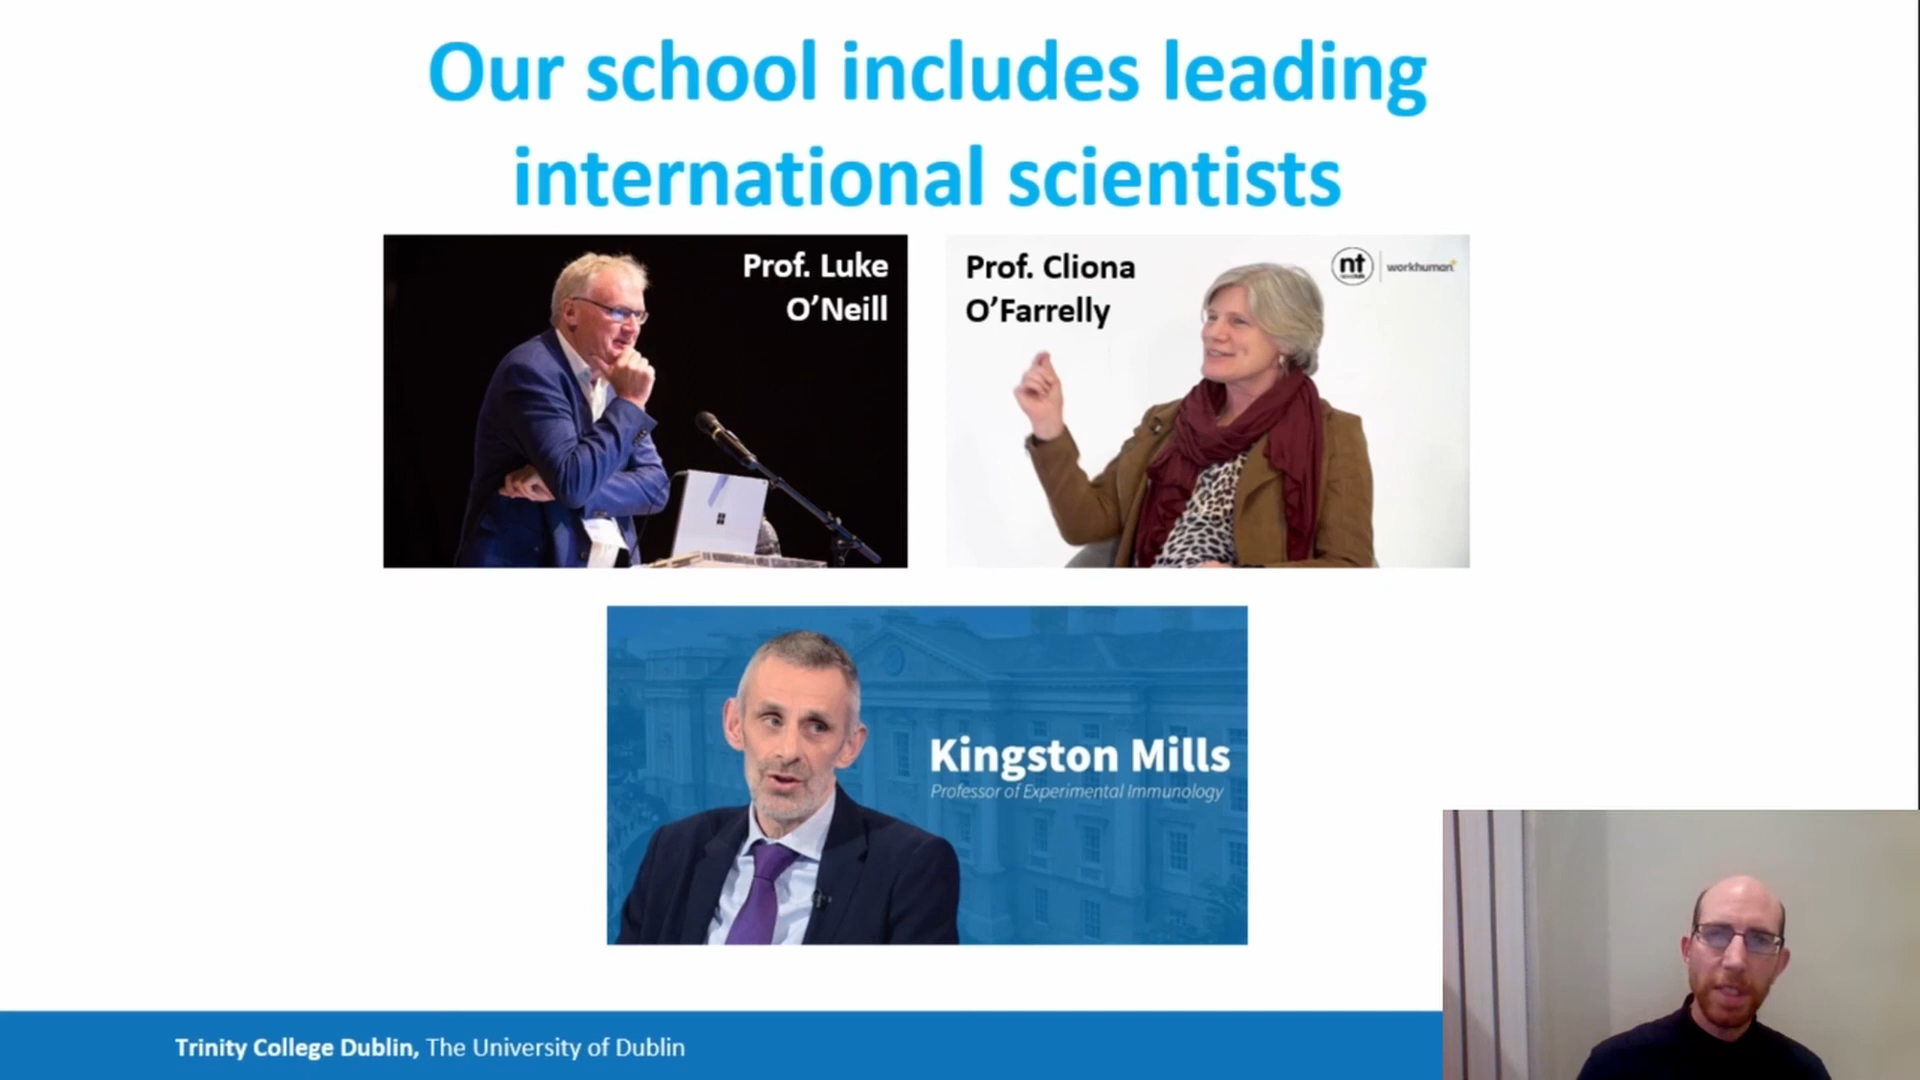 Our school includes leading
international scientists
Prof. Luke
O'Neill
Prof. Cliona
O'Farrelly
nt
workhuman
Kingston Mills
Professor of Experimental Immunology
Trinity College Dublin, The University of Dublin